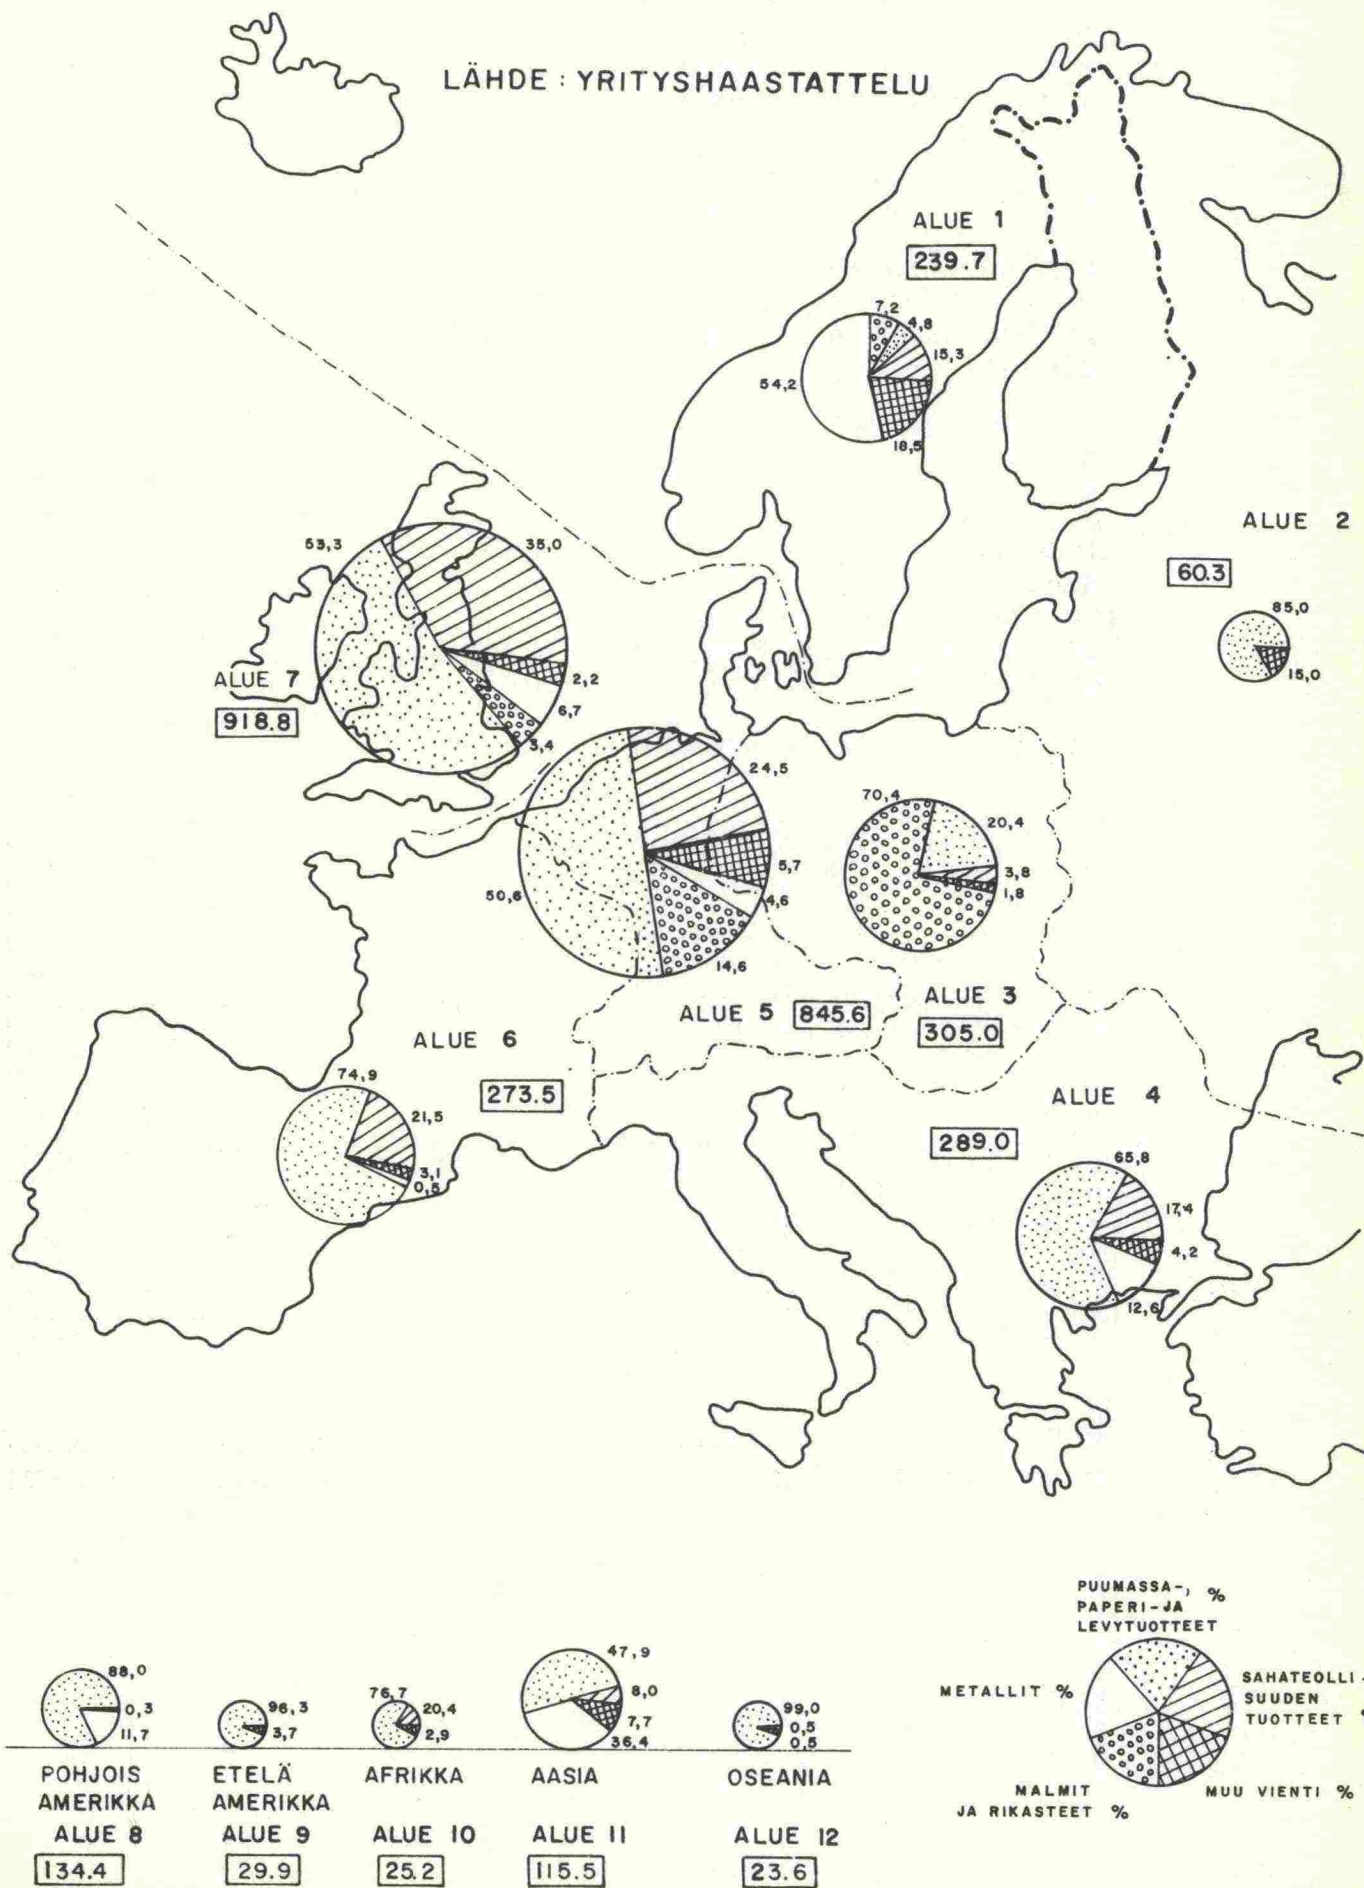 LÄHDE : YRITYSHAASTATTELU
ALUE 1
239.7
7,2
4,8
15,3
54,2
18,5
ALUE 2
60.3
85,0
15,0
53,3
35,0
2,2
6,7
3,4
ALUE 7
918.8
24,5
5,7
4,6
50,6
14,6
ALUE 5 845.6
70,4
20,4
3,8
1,8
ALUE 3
305.0
ALUE 6
273.5
74,9
21,5
3,1
0,5
ALUE 4
289.0
65,8
17,4
4,2
12,6
88,0
0,3
11,7
POHJOIS
AMERIKKA
ALUE 8
134.4
96,3
3,7
ETELÄ
AMERIKKA
ALUE 9
29.9
76,7
20,4
2,9
AFRIKKA
ALUE 10
25.2
47,9
8,0
7,7
36,4
AASIA
ALUE 11
115.5
99,0
0,5
0,5
OSEANIA
ALUE 12
23.6
PUUMASSA-, %
PAPERI-JA
LEVYTUOTTEET
METALLIT %
SAHATEOLLI-
SUUDEN
TUOTTEET
MALMIT
JA RIKASTEET %
MUU VIENTI %